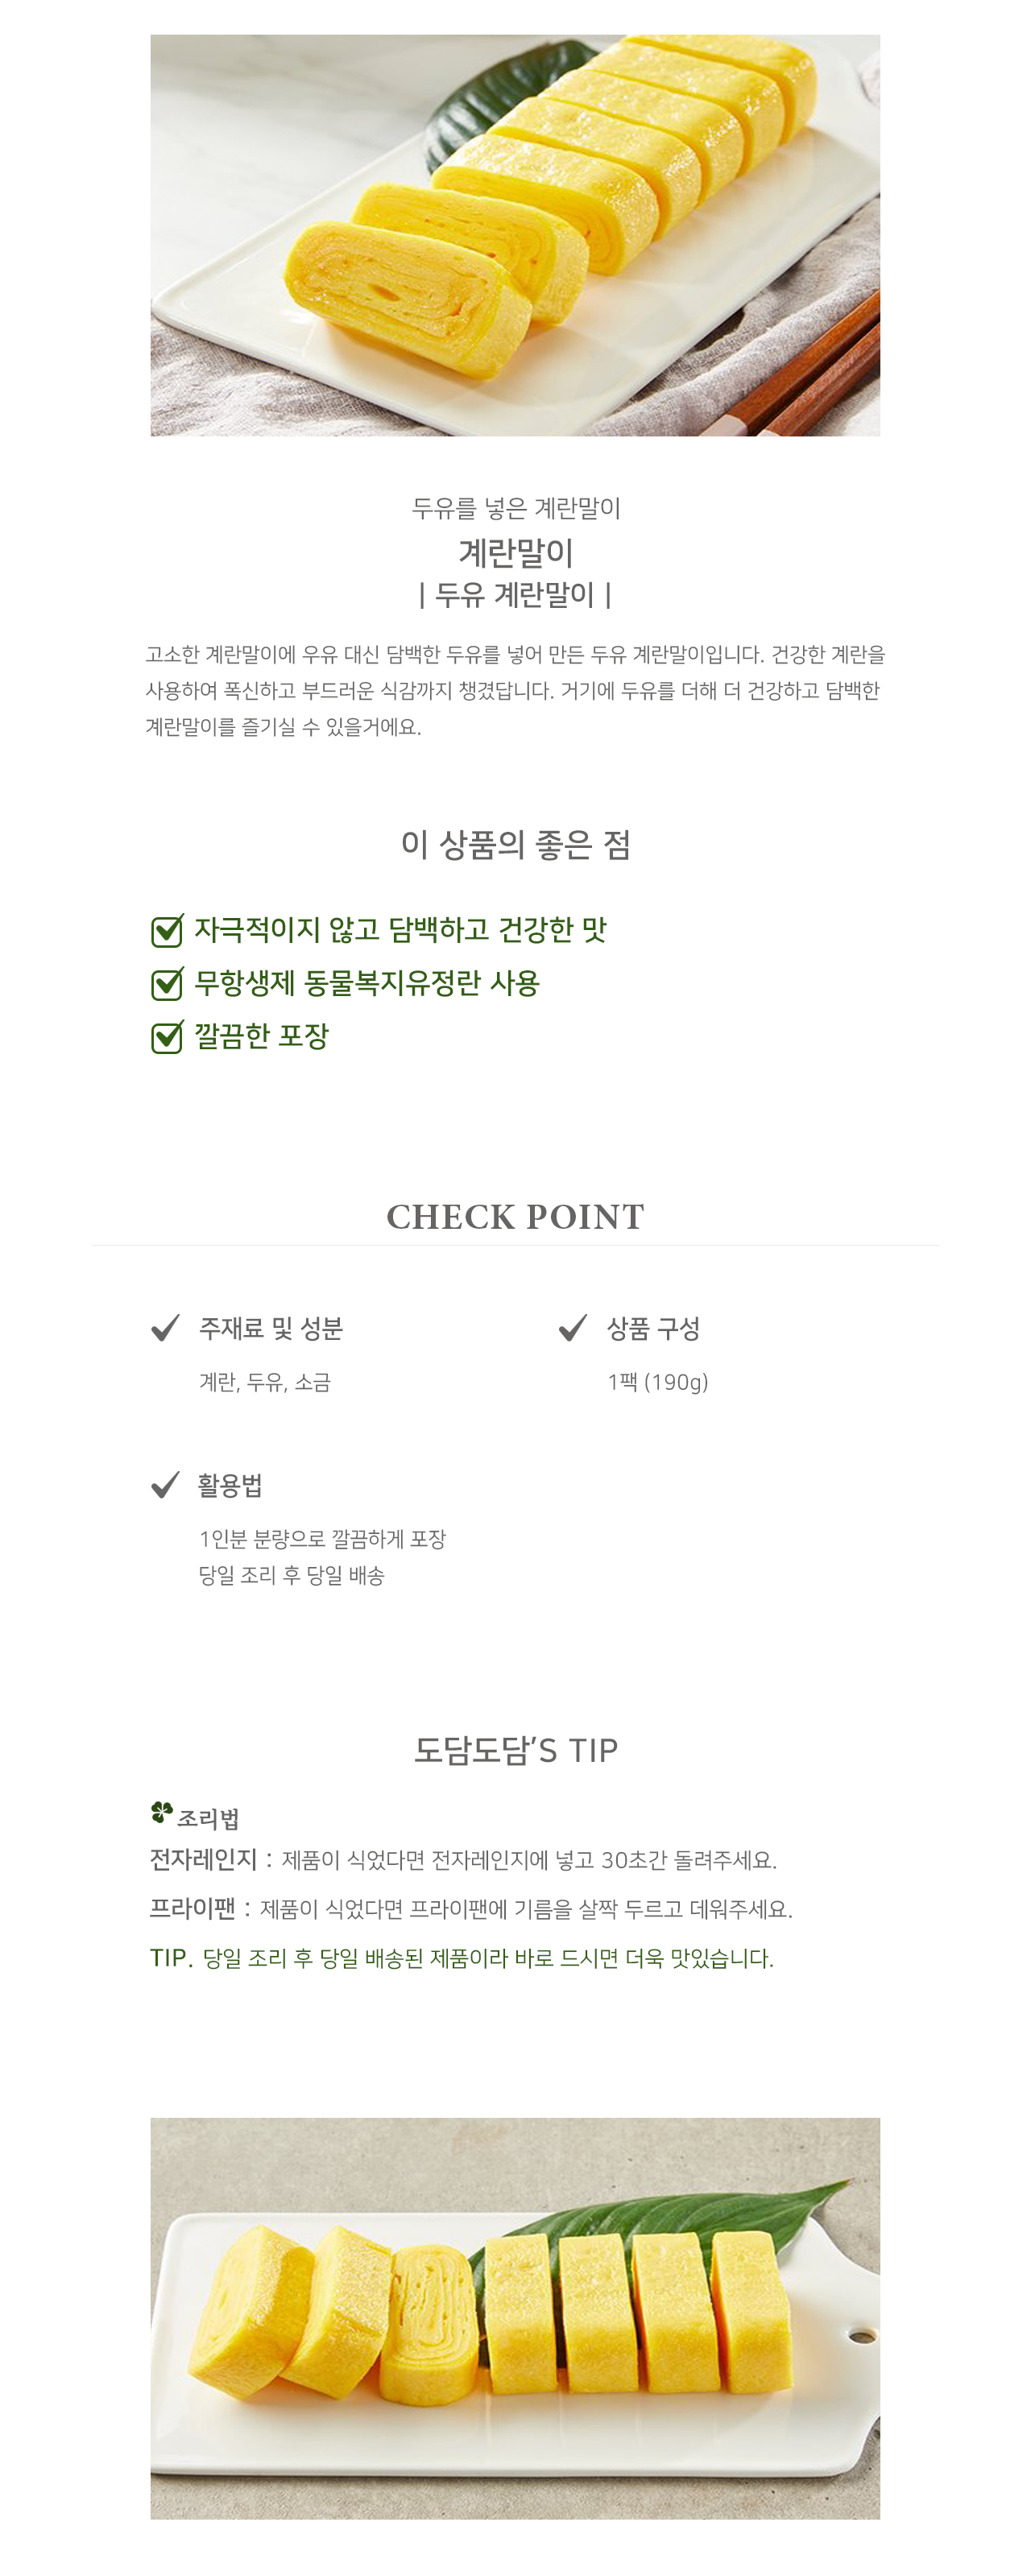 두유를 넣은 계란말이
계란말이
| 두유 계란말이 |
고소한 계란말이에 우유 대신 담백한 두유를 넣어 만든 두유 계란말이입니다. 건강한 계란을
사용하여 폭신하고 부드러운 식감까지 챙겼답니다. 거기에 두유를 더해 더 건강하고 담백한
계란말이를 즐기실 수 있을거에요.
이 상품의 좋은 점
자극적이지 않고 담백하고 건강한 맛
무항생제 동물복지유정란 사용
깔끔한 포장
CHECK POINT
주재료 및 성분
계란, 두유, 소금
상품 구성
1팩 (190g)
활용법
1인분 분량으로 깔끔하게 포장
당일 조리 후 당일 배송
도담도담’S TIP
조리법
전자레인지 : 제품이 식었다면 전자레인지에 넣고 30초간 돌려주세요.
프라이팬 : 제품이 식었다면 프라이팬에 기름을 살짝 두르고 데워주세요.
TIP. 당일 조리 후 당일 배송된 제품이라 바로 드시면 더욱 맛있습니다.